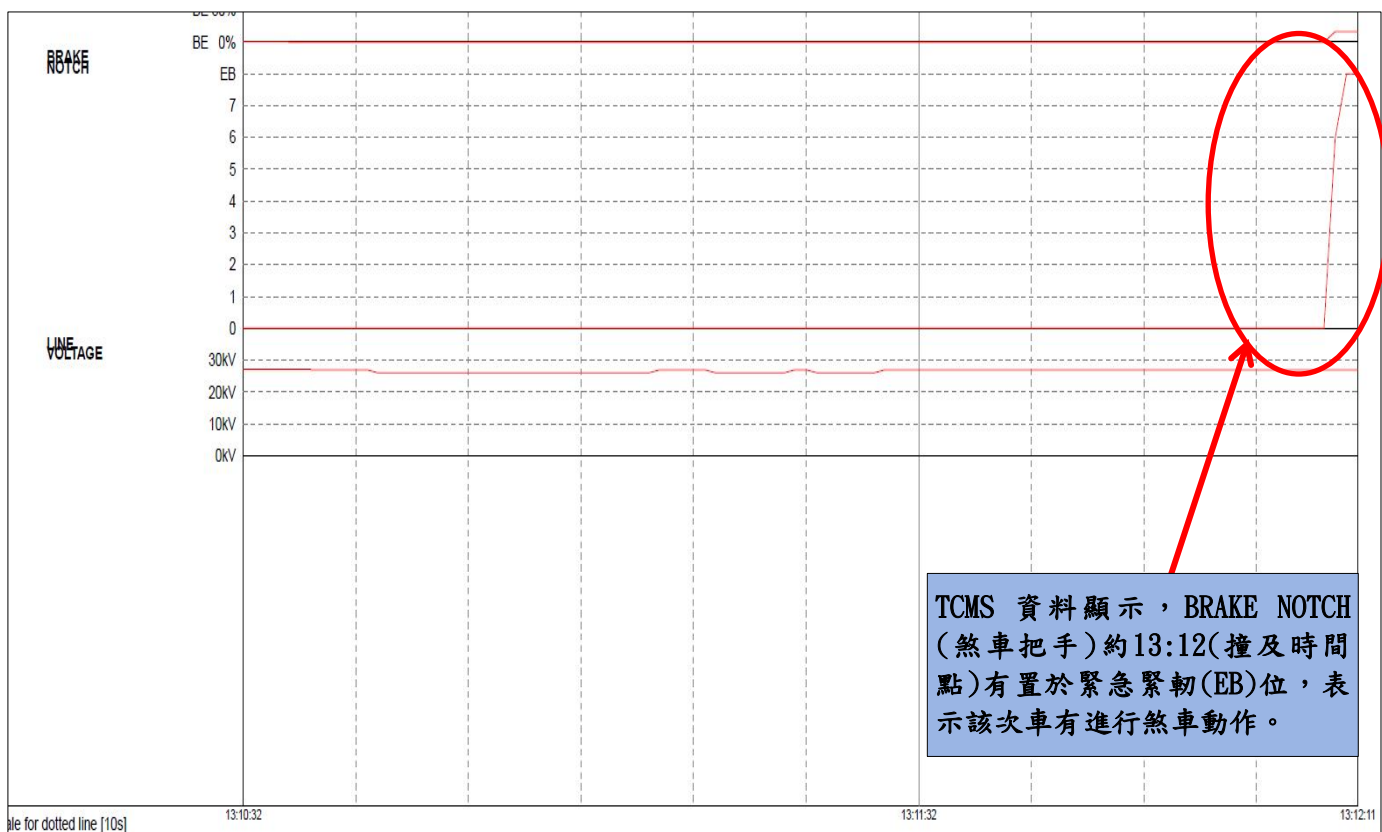 BE 0%
BRAKE
NOTCH
EB
7
6
5
4
3
2
1
0
LINE
VOLTAGE
30kV
20kV
10kV
0kV
TCMS 資料顯示，BRAKE NOTCH
(煞車把手)約13:12(撞及時間
點)有置於緊急緊軔(EB)位，表
示該次車有進行煞車動作。
13:10:32 13:11:32 13:12:11
ale for dotted line [10s]